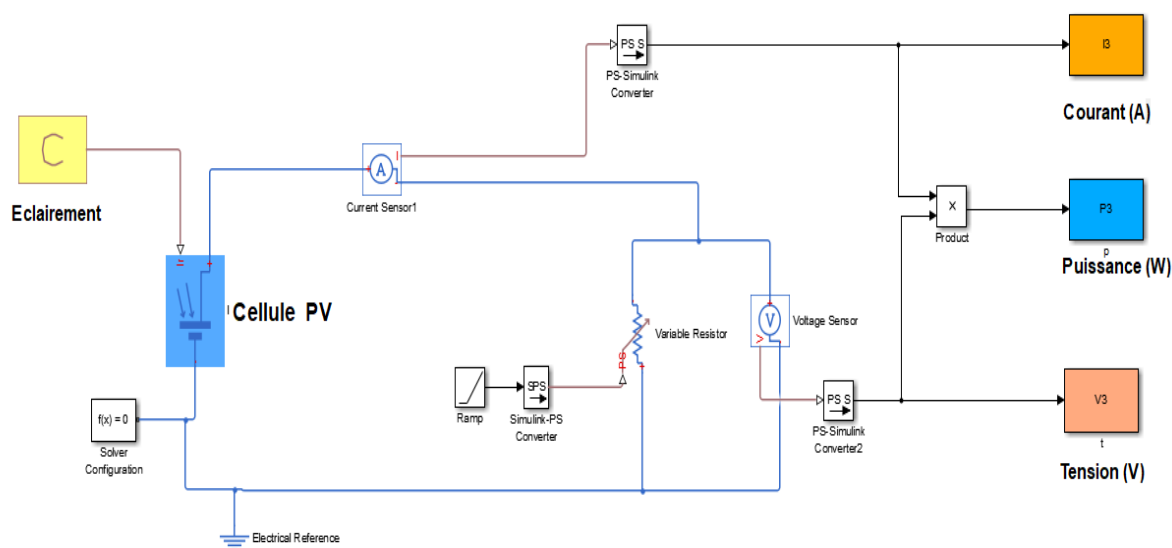 PS S
PS-Simulink
Converter
I3
Courant (A)
C
Eclairement
Ir
A
I
Current Sensor1
X
Product
P3
p
Puissance (W)
I
Cellule PV
PS
Variable Resistor
V
V
Voltage Sensor
Ramp
SPS
Simulink-PS
Converter
PS S
PS-Simulink
Converter2
V3
t
Tension (V)
f(x) = 0
Solver
Configuration
Electrical Reference